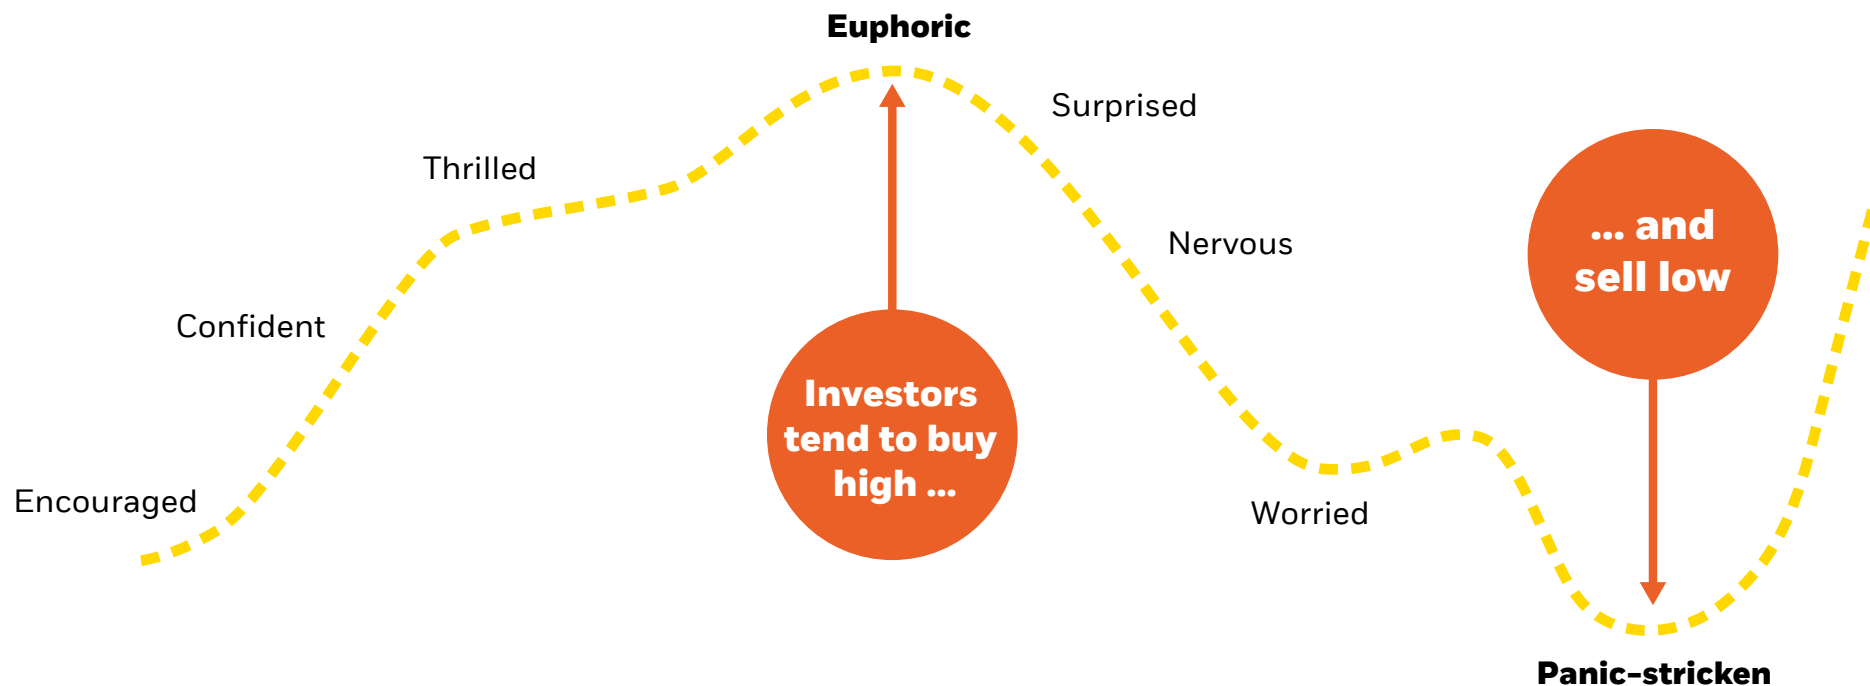 Euphoric
Surprised
Thrilled
... and
sell low
Nervous
Confident
Investors
tend to buy
high ...
Encouraged
Worried
Panic-stricken